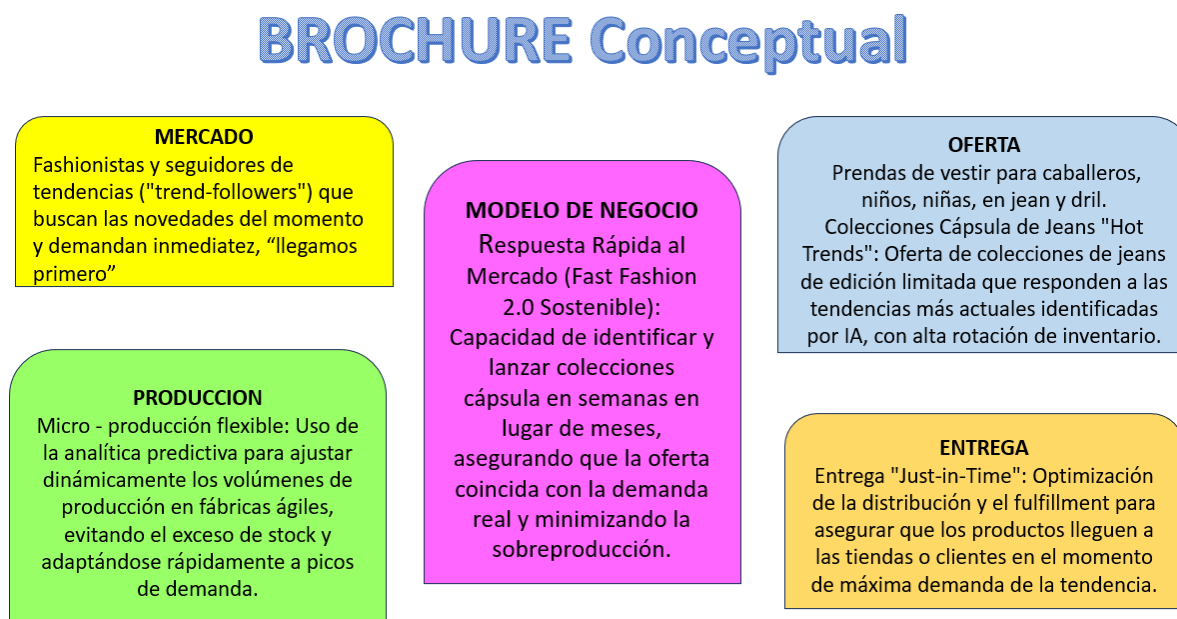 BROCHURE Conceptual
MERCADO
Fashionistas y seguidores de
tendencias ("trend-followers") que
buscan las novedades del momento
y demandan inmediatez, “llegamos
primero”
PRODUCCION
Micro - producción flexible: Uso de
la analítica predictiva para ajustar
dinámicamente los volúmenes de
producción en fábricas ágiles,
evitando el exceso de stock y
adaptándose rápidamente a picos
de demanda.
MODELO DE NEGOCIO
Respuesta Rápida al
Mercado (Fast Fashion
2.0 Sostenible):
Capacidad de identificar y
lanzar colecciones
cápsula en semanas en
lugar de meses,
asegurando que la oferta
coincida con la demanda
real y minimizando la
sobreproducción.
OFERTA
Prendas de vestir para caballeros,
niños, niñas, en jean y dril.
Colecciones Cápsula de Jeans "Hot
Trends": Oferta de colecciones de jeans
de edición limitada que responden a las
tendencias más actuales identificadas
por IA, con alta rotación de inventario.
ENTREGA
Entrega "Just-in-Time": Optimización
de la distribución y el fulfillment para
asegurar que los productos lleguen a
las tiendas o clientes en el momento
de máxima demanda de la tendencia.